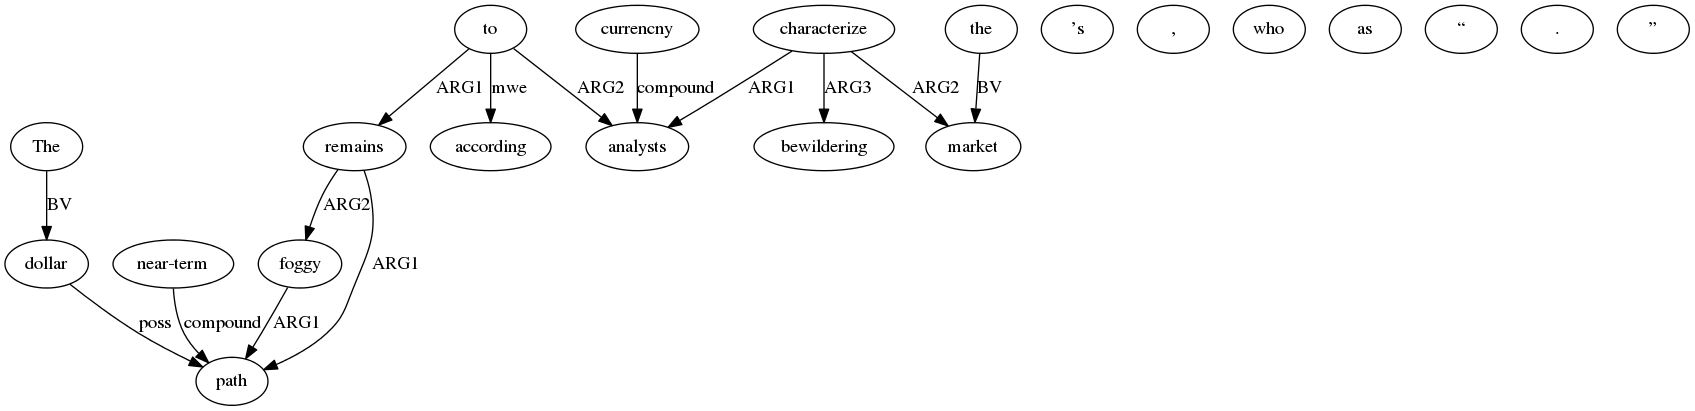 to currencny characterize the ’s , who as “ . ”
ARG1 mwe ARG2 compound ARG1 ARG3 ARG2 BV
The remains according analysts bewildering market
BV ARG2
dollar near-term foggy ARG1
poss compound ARG1
path